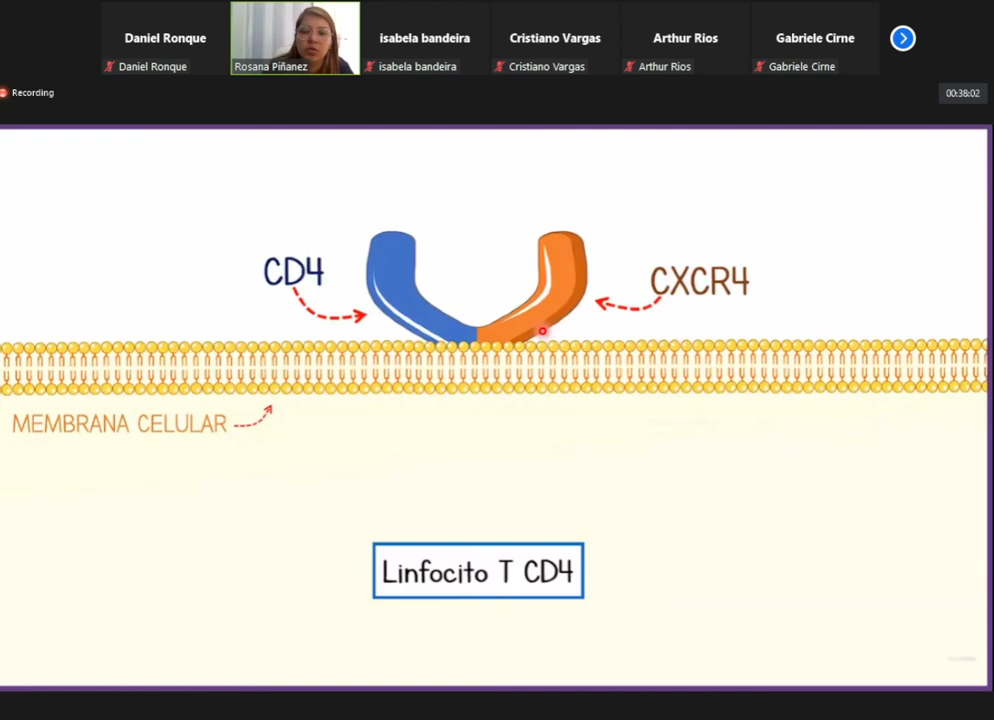 Daniel Ronque
isabela bandeira
Cristiano Vargas
Arthur Rios
Gabriele Cirne
Daniel Ronque
Rosana Piñanez
isabela bandeira
Cristiano Vargas
Arthur Rios
Gabriele Cirne
Recording
00:38:02
CD4
CXCR4
MEMBRANA CELULAR
Linfocito T CD4